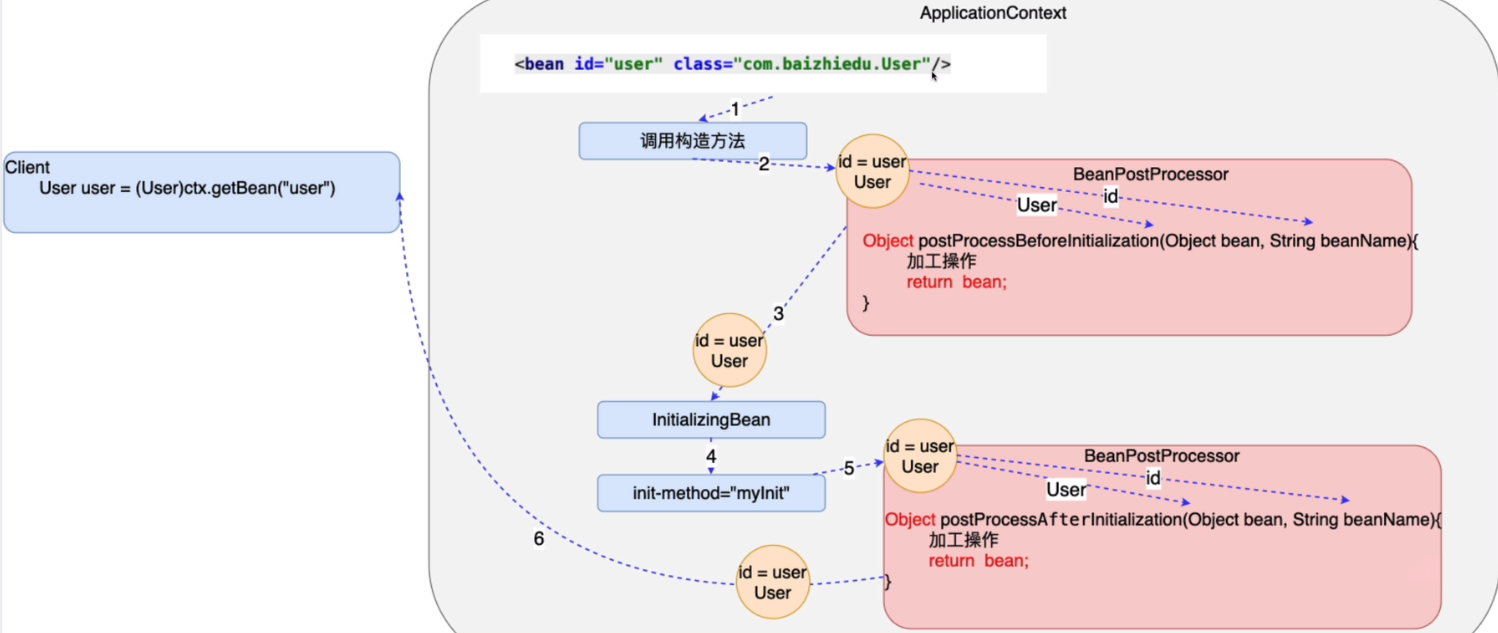 ApplicationContext
<bean id="user" class="com.baizhiedu.User"/>
1
调用构造方法
2
Client
User user = (User)ctx.getBean("user")
id = user
User
BeanPostProcessor
id
User
Object postProcessBeforeInitialization(Object bean, String beanName){
加工操作
return bean;
}
3
id = user
User
InitializingBean
4
init-method="myInit"
5
id = user
User
BeanPostProcessor
id
User
Object postProcessAfterInitialization(Object bean, String beanName){
加工操作
return bean;
}
6
id = user
User